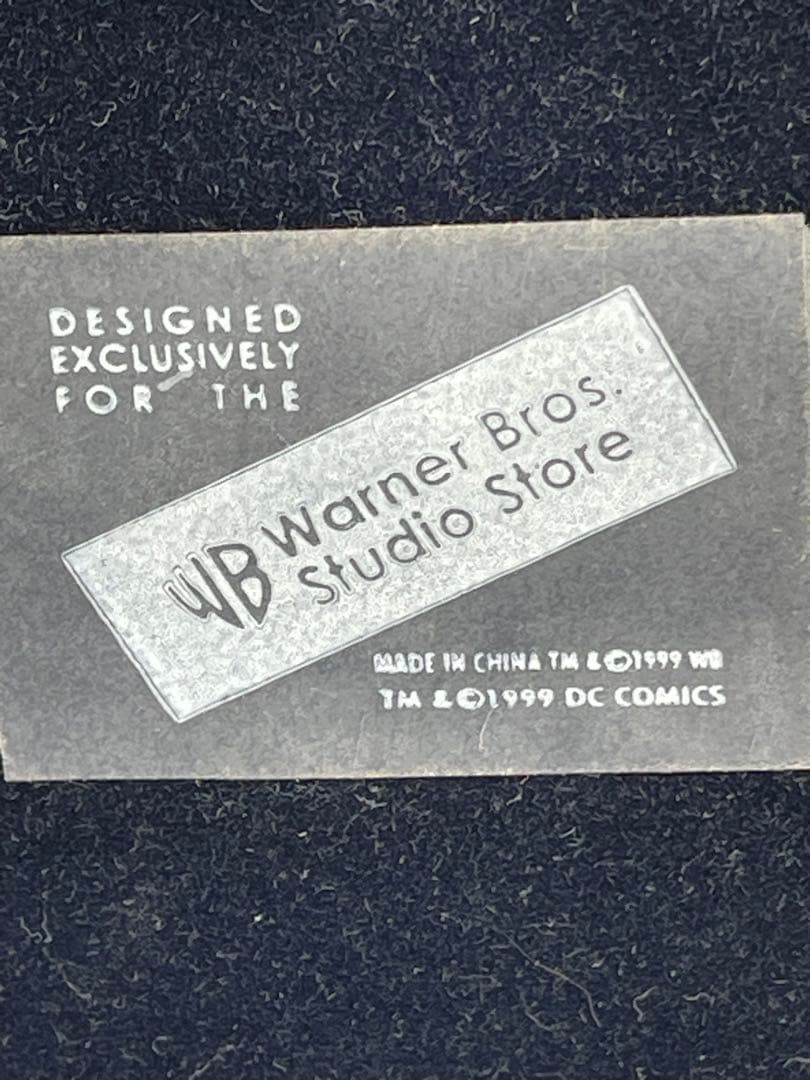 DESIGNED
EXCLUSIVELY
FOR THE
WB Warner Bros.
Studio Store
MADE IN CHINA TM & ©1999 WB
TM & ©1999 DC COMICS